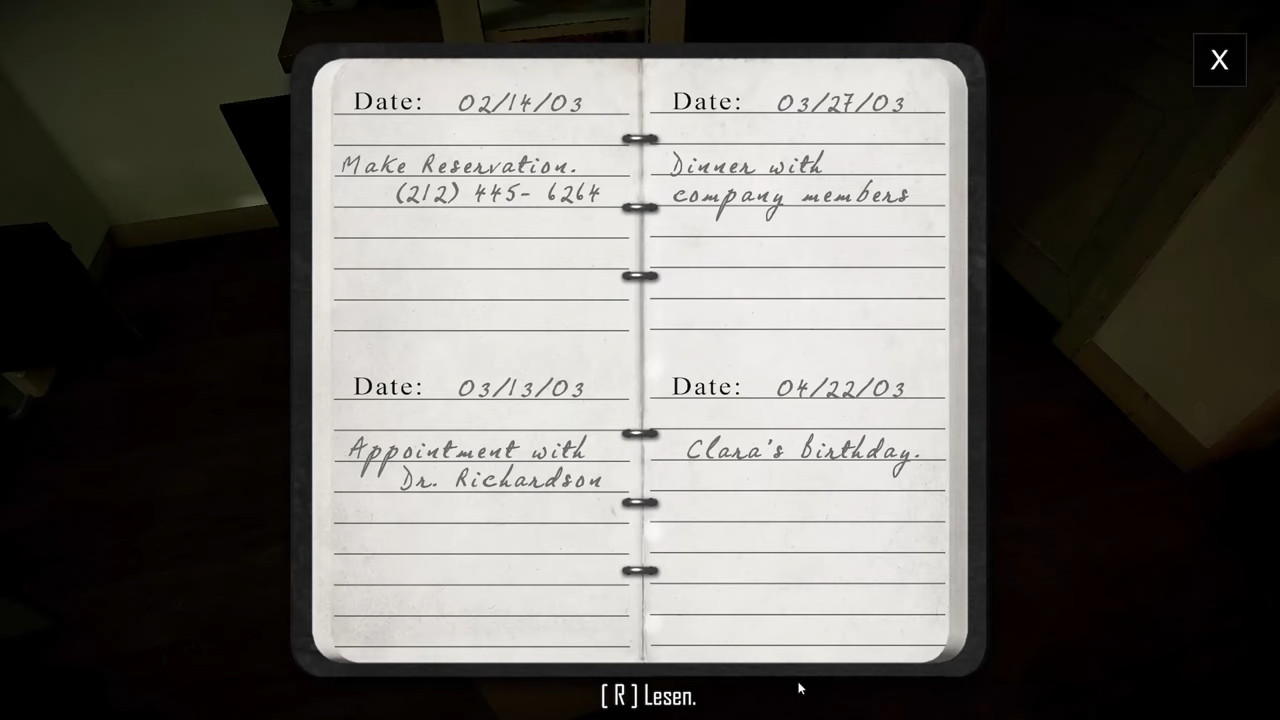 X
Date: 02/14/03
Make Reservation.
(212) 445- 6264
Date: 03/13/03
Appointment with
Dr. Richardson
Date: 03/27/03
Dinner with
company members
Date: 04/22/03
Clara's birthday.
[ R ] Lesen.